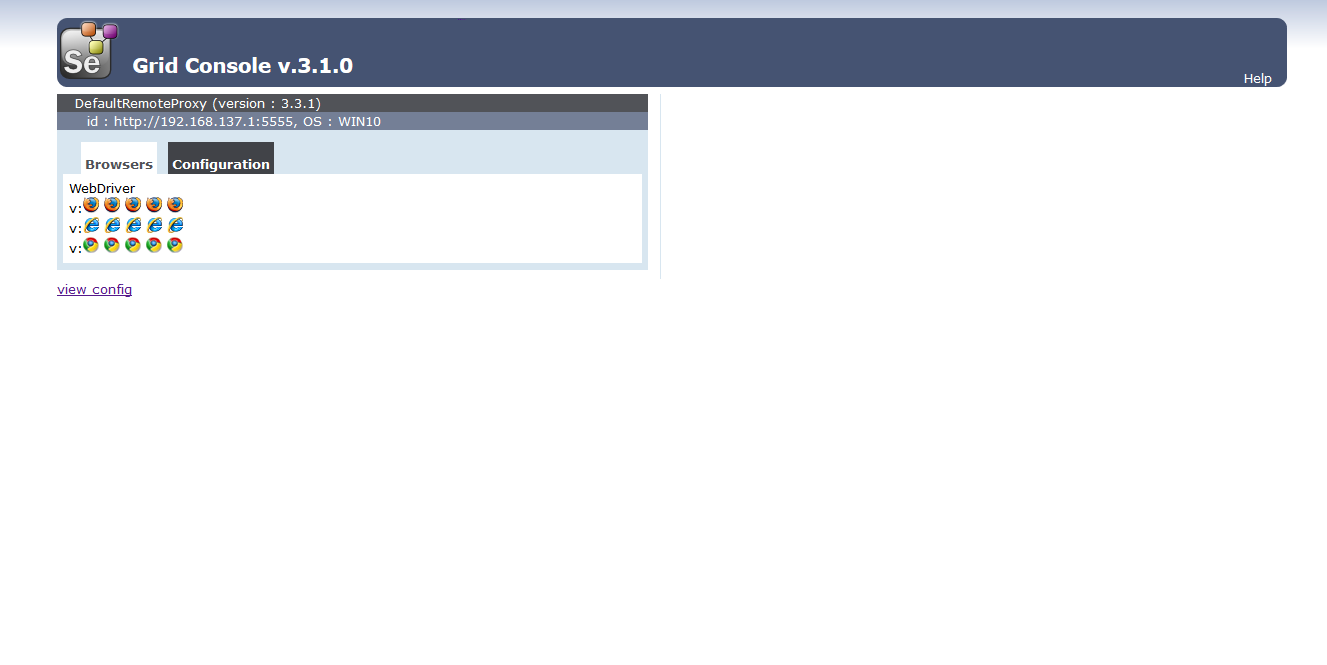 Se
Grid Console v.3.1.0
Help
DefaultRemoteProxy (version : 3.3.1)
id : http://192.168.137.1:5555, OS : WIN10
Browsers Configuration
WebDriver
v:
v:
v:
view config